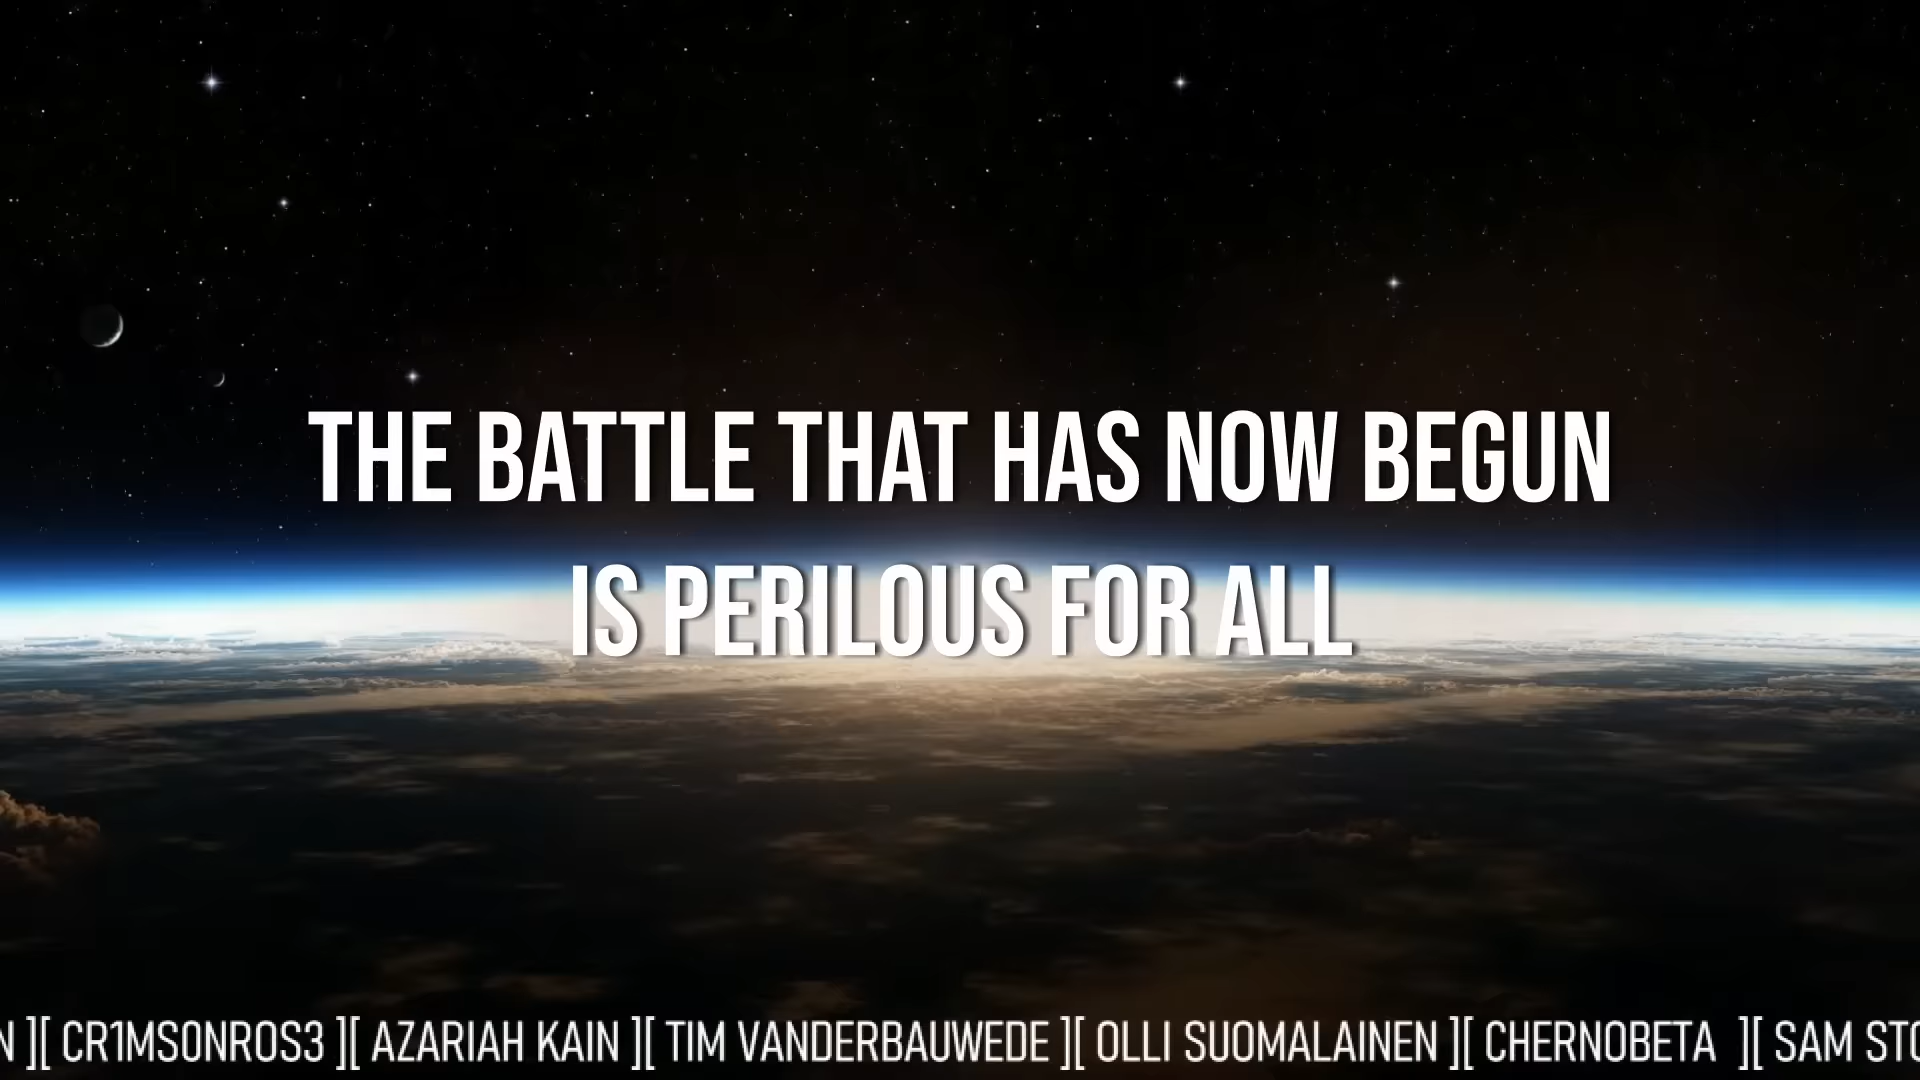 THE BATTLE THAT HAS NOW BEGUN
IS PERILOUS FOR ALL
N ][ CR1MSONROS3 ][ AZARIAH KAIN ][ TIM VANDERBAUWEDE ][ OLLI SUOMALAINEN ][ CHERNOBETA ][ SAM STO